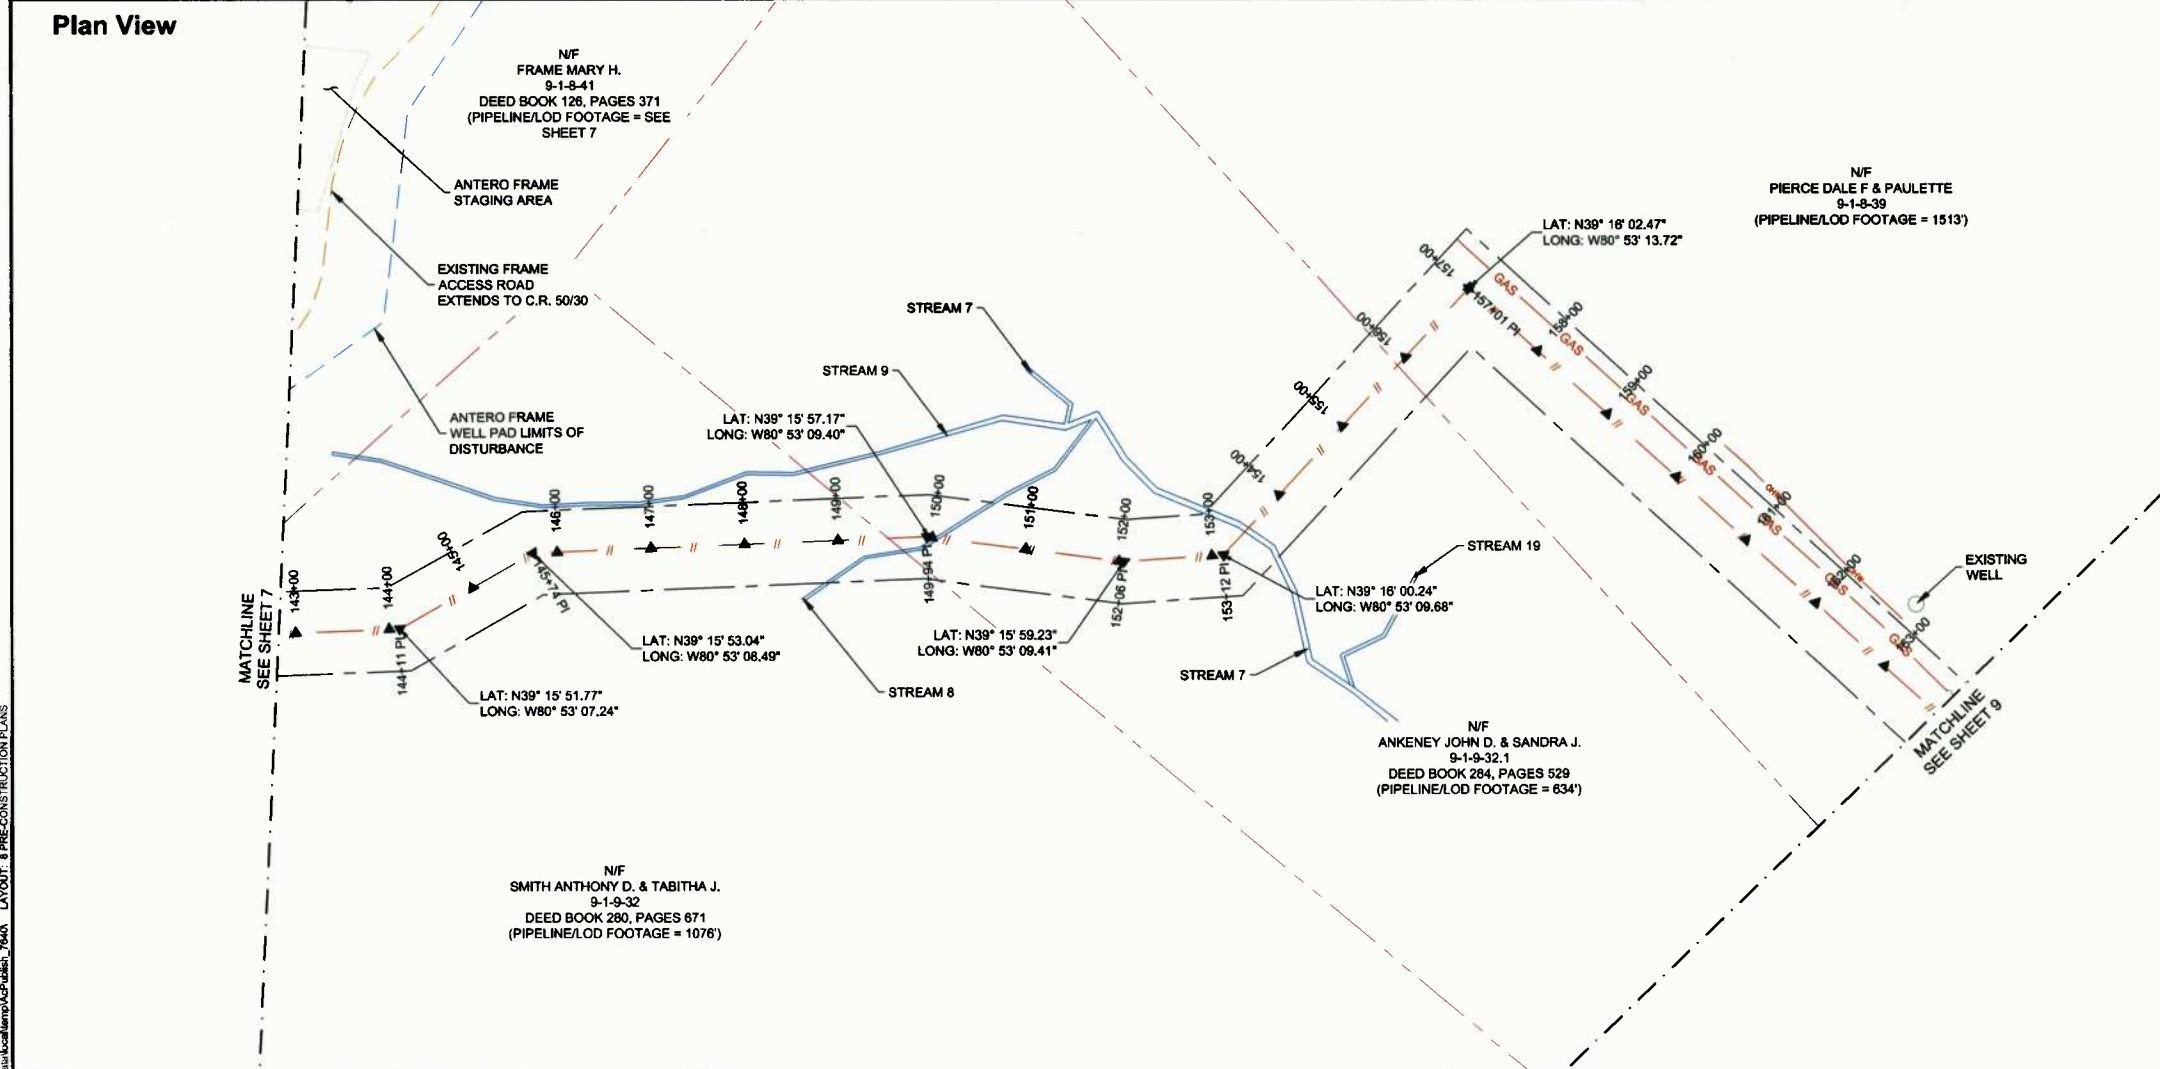 Plan View
N/F
FRAME MARY H.
9-1-8-41
DEED BOOK 126, PAGES 371
(PIPELINE/LOD FOOTAGE = SEE
SHEET 7
ANTERO FRAME
STAGING AREA
EXISTING FRAME
ACCESS ROAD
EXTENDS TO C.R. 50/30
ANTERO FRAME
WELL PAD LIMITS OF
DISTURBANCE
N/F
PIERCE DALE F & PAULETTE
9-1-8-39
(PIPELINE/LOD FOOTAGE = 1513')
LAT: N39° 16' 02.47"
LONG: W80° 53' 13.72"
STREAM 7
STREAM 9
LAT: N39° 15' 57.17"
LONG: W80° 53' 09.40"
143+00
144+00
145+00
146+00
147+00
148+00
149+00
150+00
151+00
152+00
153+00
154+00
155+00
156+00
157+00
158+00
159+00
160+00
161+00
162+00
163+00
144+11 PI
145+74 PI
149+94 PI
152+06 PI
153+12 PI
157+01 PI
GAS
GAS
GAS
GAS
GAS
GAS
GAS
STREAM 19
EXISTING
WELL
LAT: N39° 16' 00.24"
LONG: W80° 53' 09.68"
LAT: N39° 15' 53.04"
LONG: W80° 53' 08.49"
LAT: N39° 15' 59.23"
LONG: W80° 53' 09.41"
STREAM 7
STREAM 8
LAT: N39° 15' 51.77"
LONG: W80° 53' 07.24"
MATCHLINE
SEE SHEET 7
MATCHLINE
SEE SHEET 9
N/F
ANKENEY JOHN D. & SANDRA J.
9-1-9-32.1
DEED BOOK 284, PAGES 529
(PIPELINE/LOD FOOTAGE = 634')
N/F
SMITH ANTHONY D. & TABITHA J.
9-1-9-32
DEED BOOK 280, PAGES 671
(PIPELINE/LOD FOOTAGE = 1076')
LAYOUT: 8 PRE-CONSTRUCTION PLANS